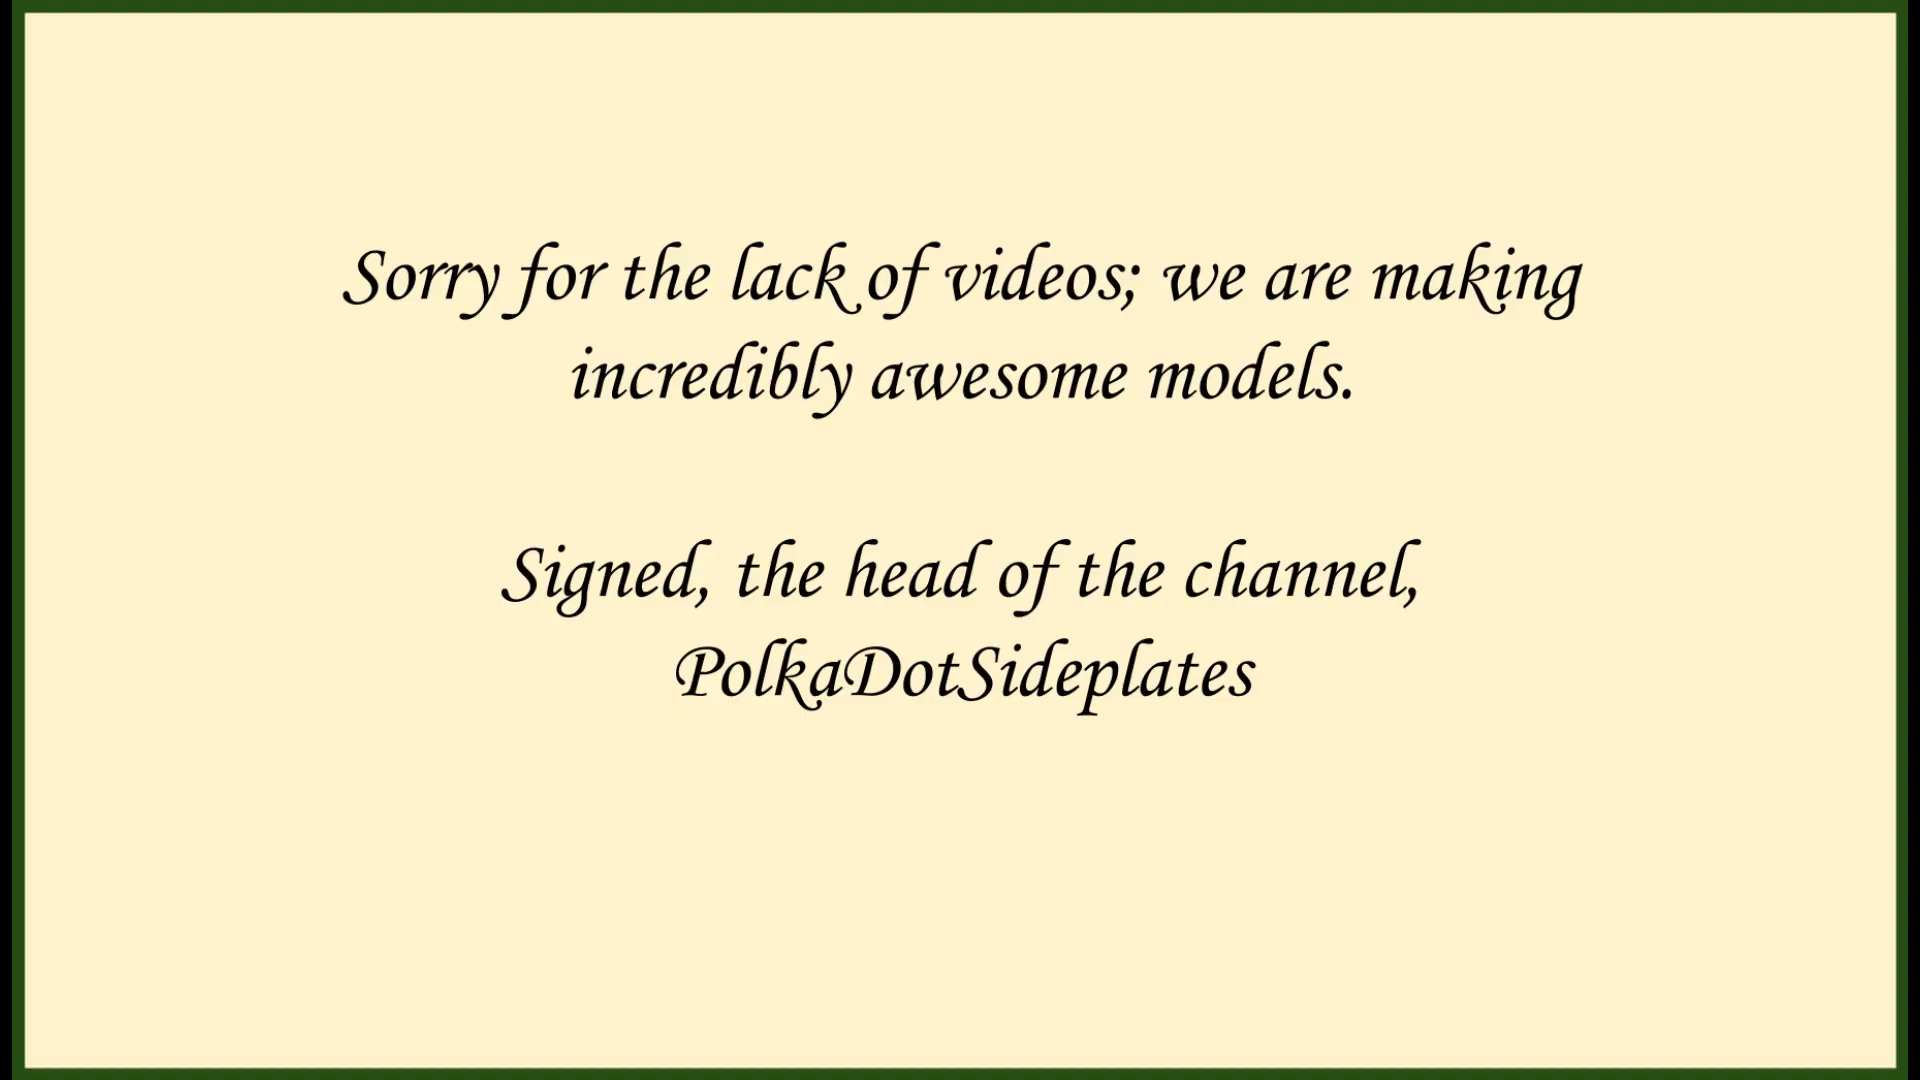 Sorry for the lack of videos; we are making
incredibly awesome models.
Signed, the head of the channel,
PolkaDotSideplates